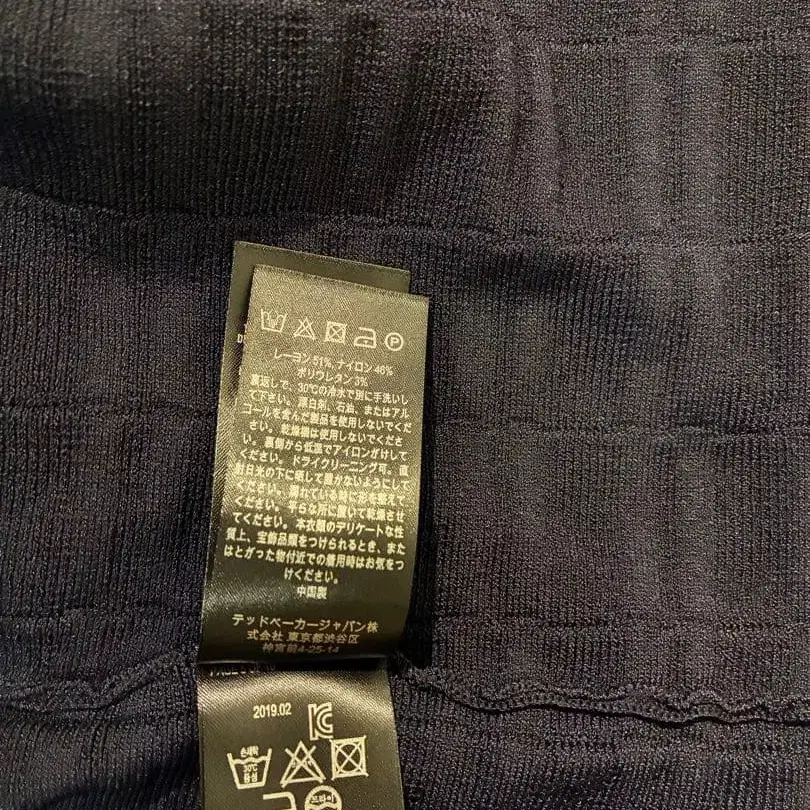 P
レーヨン 51%, ナイロン 46%
ポリウレタン 3%
裏返しで、30℃の冷水で別に手洗いし
て下さい。漂白剤、石油、またはアル
コールを含んだ製品を使用しないでくだ
さい。乾燥機は使用しないでくださ
い。裏側から低温でアイロンがけして
ください。ドライクリーニング可。直
射日光の下に晒して置かないようにして
ください。濡れている時に形を整えて
ください。平らな所に置いて乾燥させ
てください。本衣類のデリケートな性
質上、宝飾品類をつけられるとき、また
はとがった物付近での着用時はお気をつ
けください。
中国製
テッドベーカージャパン株
式会社 東京都渋谷区
神宮前4-25-14
2019.02
손세탁
30℃
중성
드라이